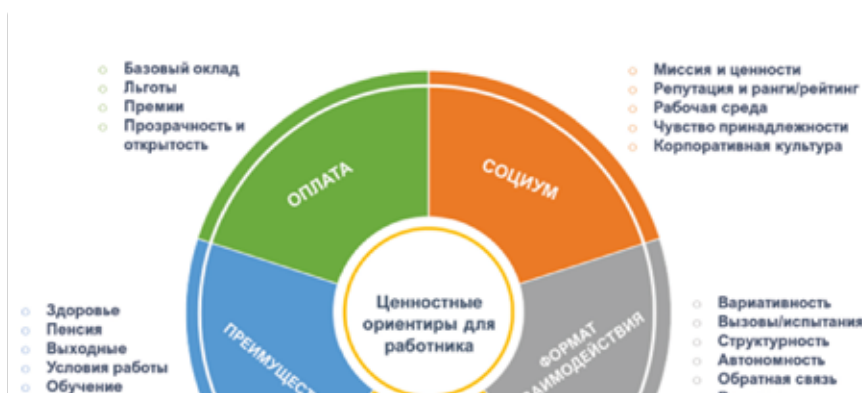 Базовый оклад
Льготы
Премии
Прозрачность и
открытость
Миссия и ценности
Репутация и ранги/рейтинг
Рабочая среда
Чувство принадлежности
Корпоративная культура
ОПЛАТА
СОЦИУМ
Ценностные
ориентиры для
работника
Здоровье
Пенсия
Выходные
Условия работы
Обучение
ФОРМАТ
Вариативность
Вызовы/испытания
Структурность
Автономность
Обратная связь